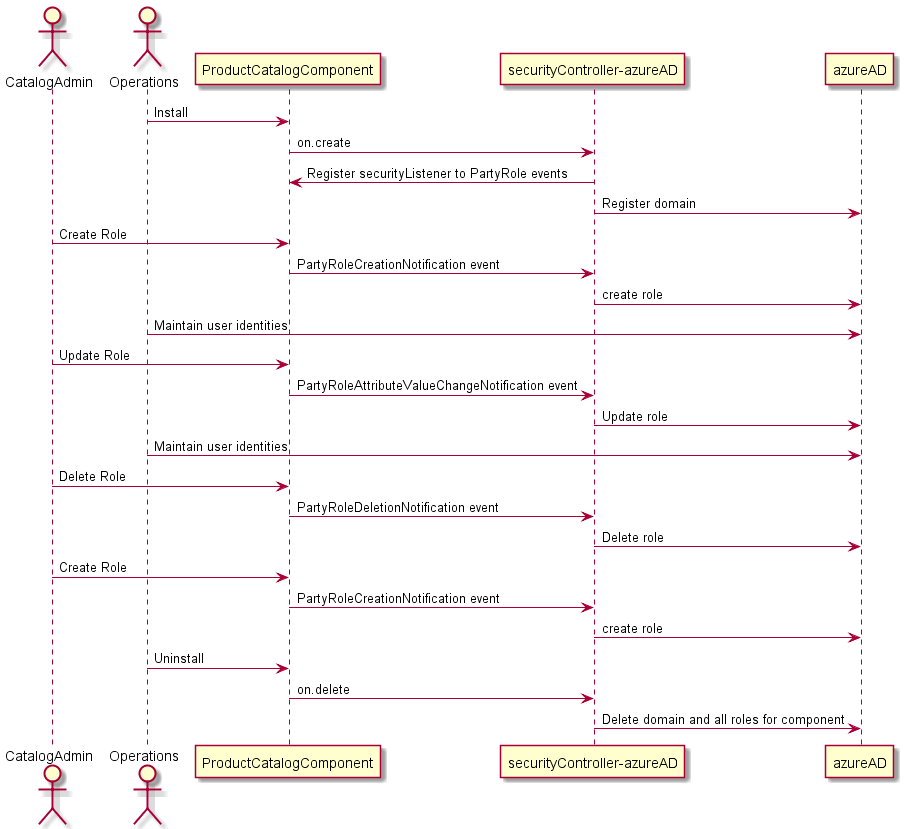 CatalogAdmin
Operations
ProductCatalogComponent
securityController-azureAD
azureAD
Install
on.create
Register securityListener to PartyRole events
Register domain
Create Role
PartyRoleCreationNotification event
create role
Maintain user identities
Update Role
PartyRoleAttributeValueChangeNotification event
Update role
Maintain user identities
Delete Role
PartyRoleDeletionNotification event
Delete role
Create Role
PartyRoleCreationNotification event
create role
Uninstall
on.delete
Delete domain and all roles for component
CatalogAdmin
Operations
ProductCatalogComponent
securityController-azureAD
azureAD